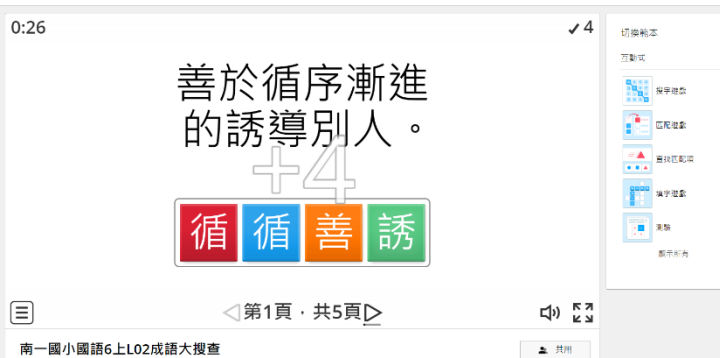 0:26
✓4
善於循序漸進
的誘導別人。
+4
循 循 善 誘
第1頁,共5頁
南一國小國語6上L02成語大搜查
共用
切換範本
互動式
搜字遊戲
匹配遊戲
查找匹配項
填字遊戲
測驗
顯示所有